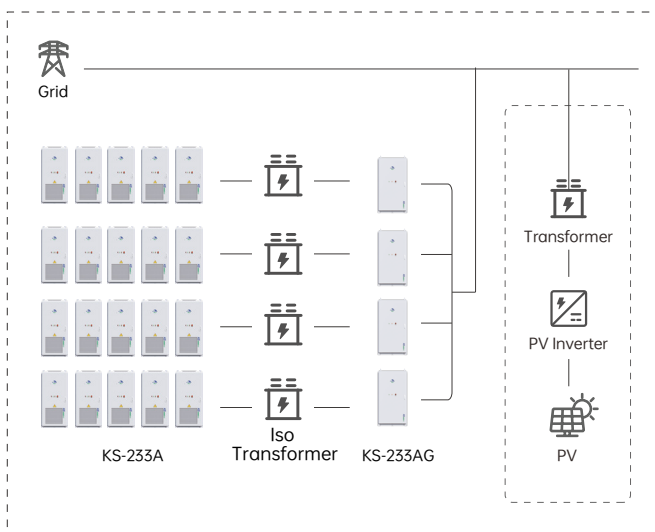 Grid
Transformer
PV Inverter
PV
Iso
Transformer
KS-233A
KS-233AG